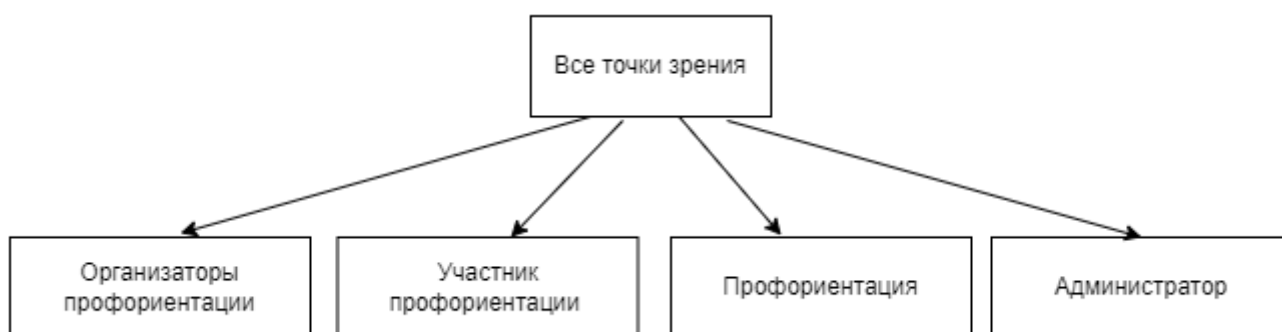 Все точки зрения
Организаторы
профориентации
Участник
профориентации
Профориентация
Администратор